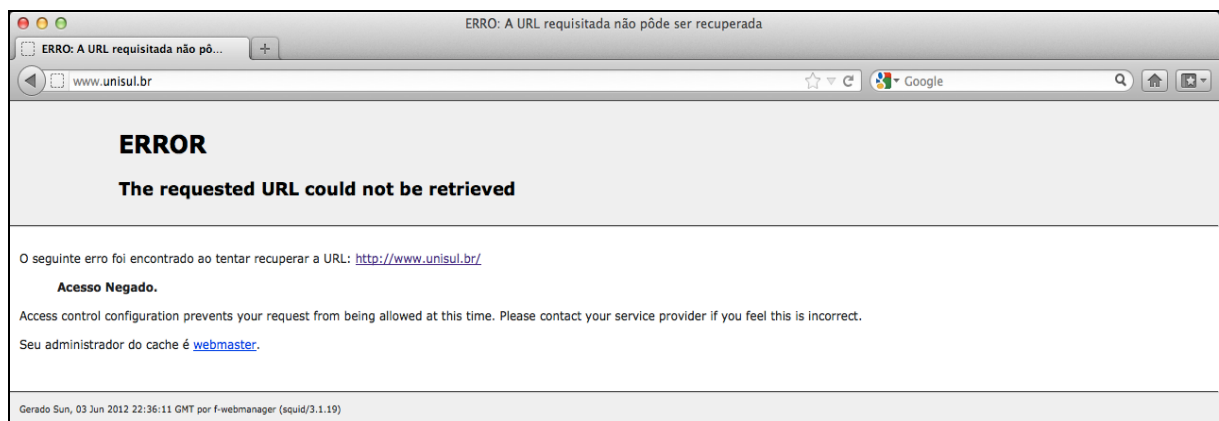 ERRO: A URL requisitada não pôde ser recuperada
ERRO: A URL requisitada não pô...
www.unisul.br
Google
ERROR
The requested URL could not be retrieved
O seguinte erro foi encontrado ao tentar recuperar a URL: http://www.unisul.br/
Acesso Negado.
Access control configuration prevents your request from being allowed at this time. Please contact your service provider if you feel this is incorrect.
Seu administrador do cache é webmaster.
Gerado Sun, 03 Jun 2012 22:36:11 GMT por f-webmanager (squid/3.1.19)